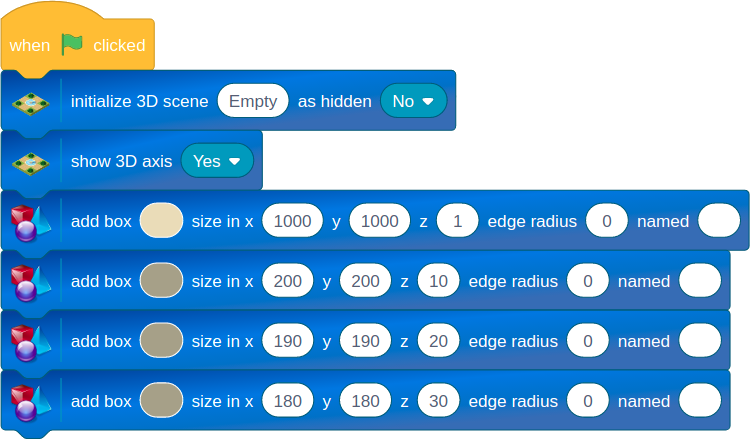 when clicked
initialize 3D scene Empty as hidden No
show 3D axis Yes
add box size in x 1000 y 1000 z 1 edge radius 0 named
add box size in x 200 y 200 z 10 edge radius 0 named
add box size in x 190 y 190 z 20 edge radius 0 named
add box size in x 180 y 180 z 30 edge radius 0 named